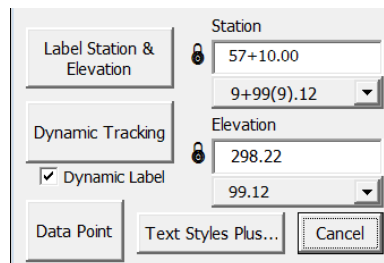 Station
Label Station &
Elevation
57+10.00
9+99(9).12
Dynamic Tracking
Elevation
298.22
Dynamic Label
99.12
Data Point
Text Styles Plus...
Cancel